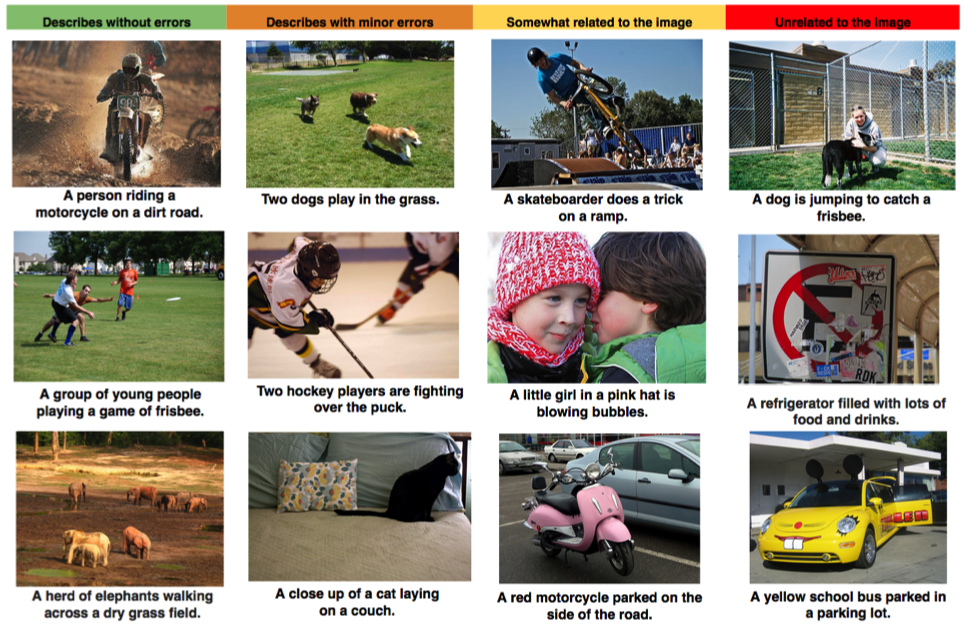 Describes without errors
Describes with minor errors
Somewhat related to the image
Unrelated to the image
A person riding a
motorcycle on a dirt road.
Two dogs play in the grass.
A skateboarder does a trick
on a ramp.
A dog is jumping to catch a
frisbee.
A group of young people
playing a game of frisbee.
Two hockey players are fighting
over the puck.
A little girl in a pink hat is
blowing bubbles.
RDK
A refrigerator filled with lots of
food and drinks.
A herd of elephants walking
across a dry grass field.
A close up of a cat laying
on a couch.
A red motorcycle parked on the
side of the road.
A yellow school bus parked in
a parking lot.